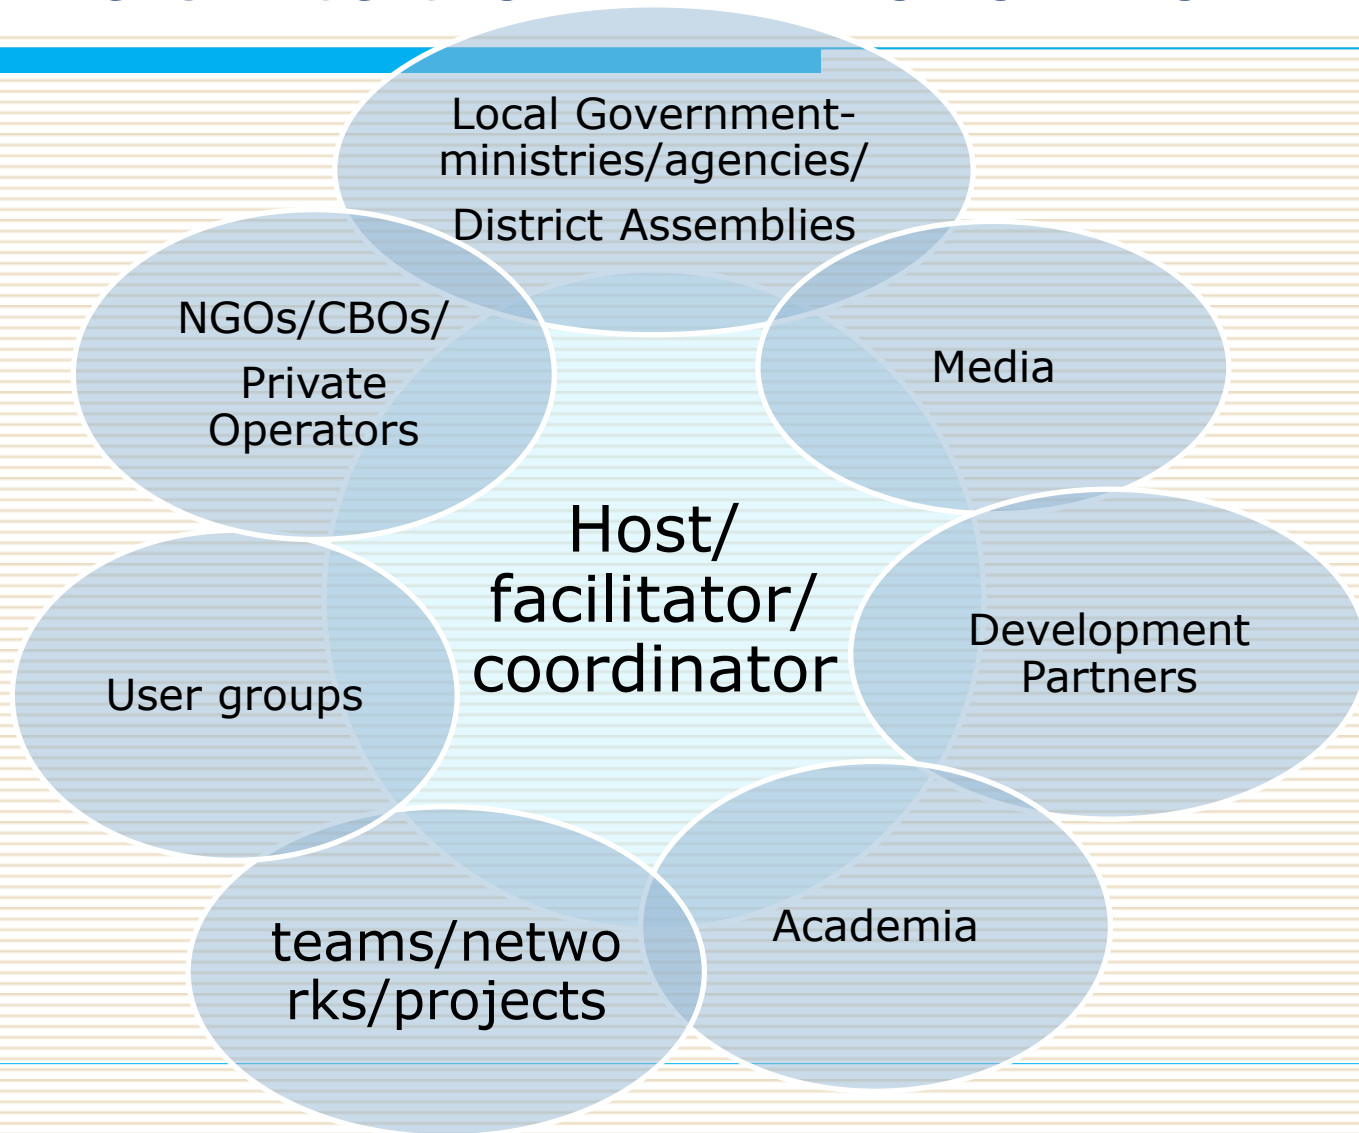 Local Government-
ministries/agencies/
District Assemblies
NGOs/CBOs/
Private
Operators
Media
Host/
facilitator/
coordinator
Development
Partners
User groups
teams/netwo
rks/projects
Academia